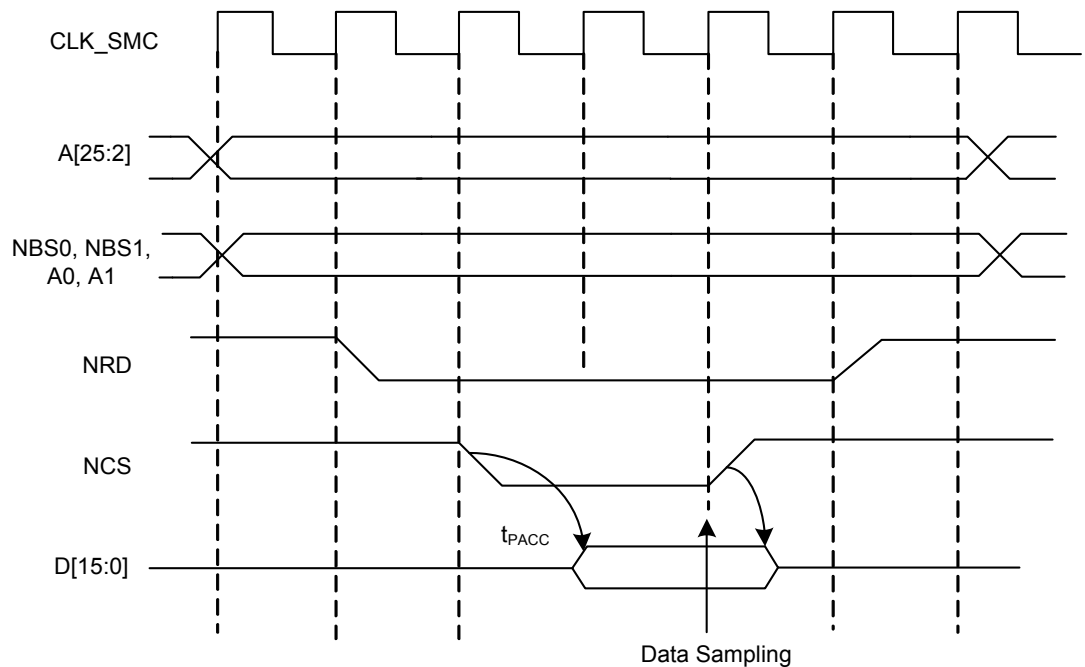 CLK_SMC
A[25:2]
NBS0, NBS1,
A0, A1
NRD
NCS
tPACC
D[15:0]
Data Sampling